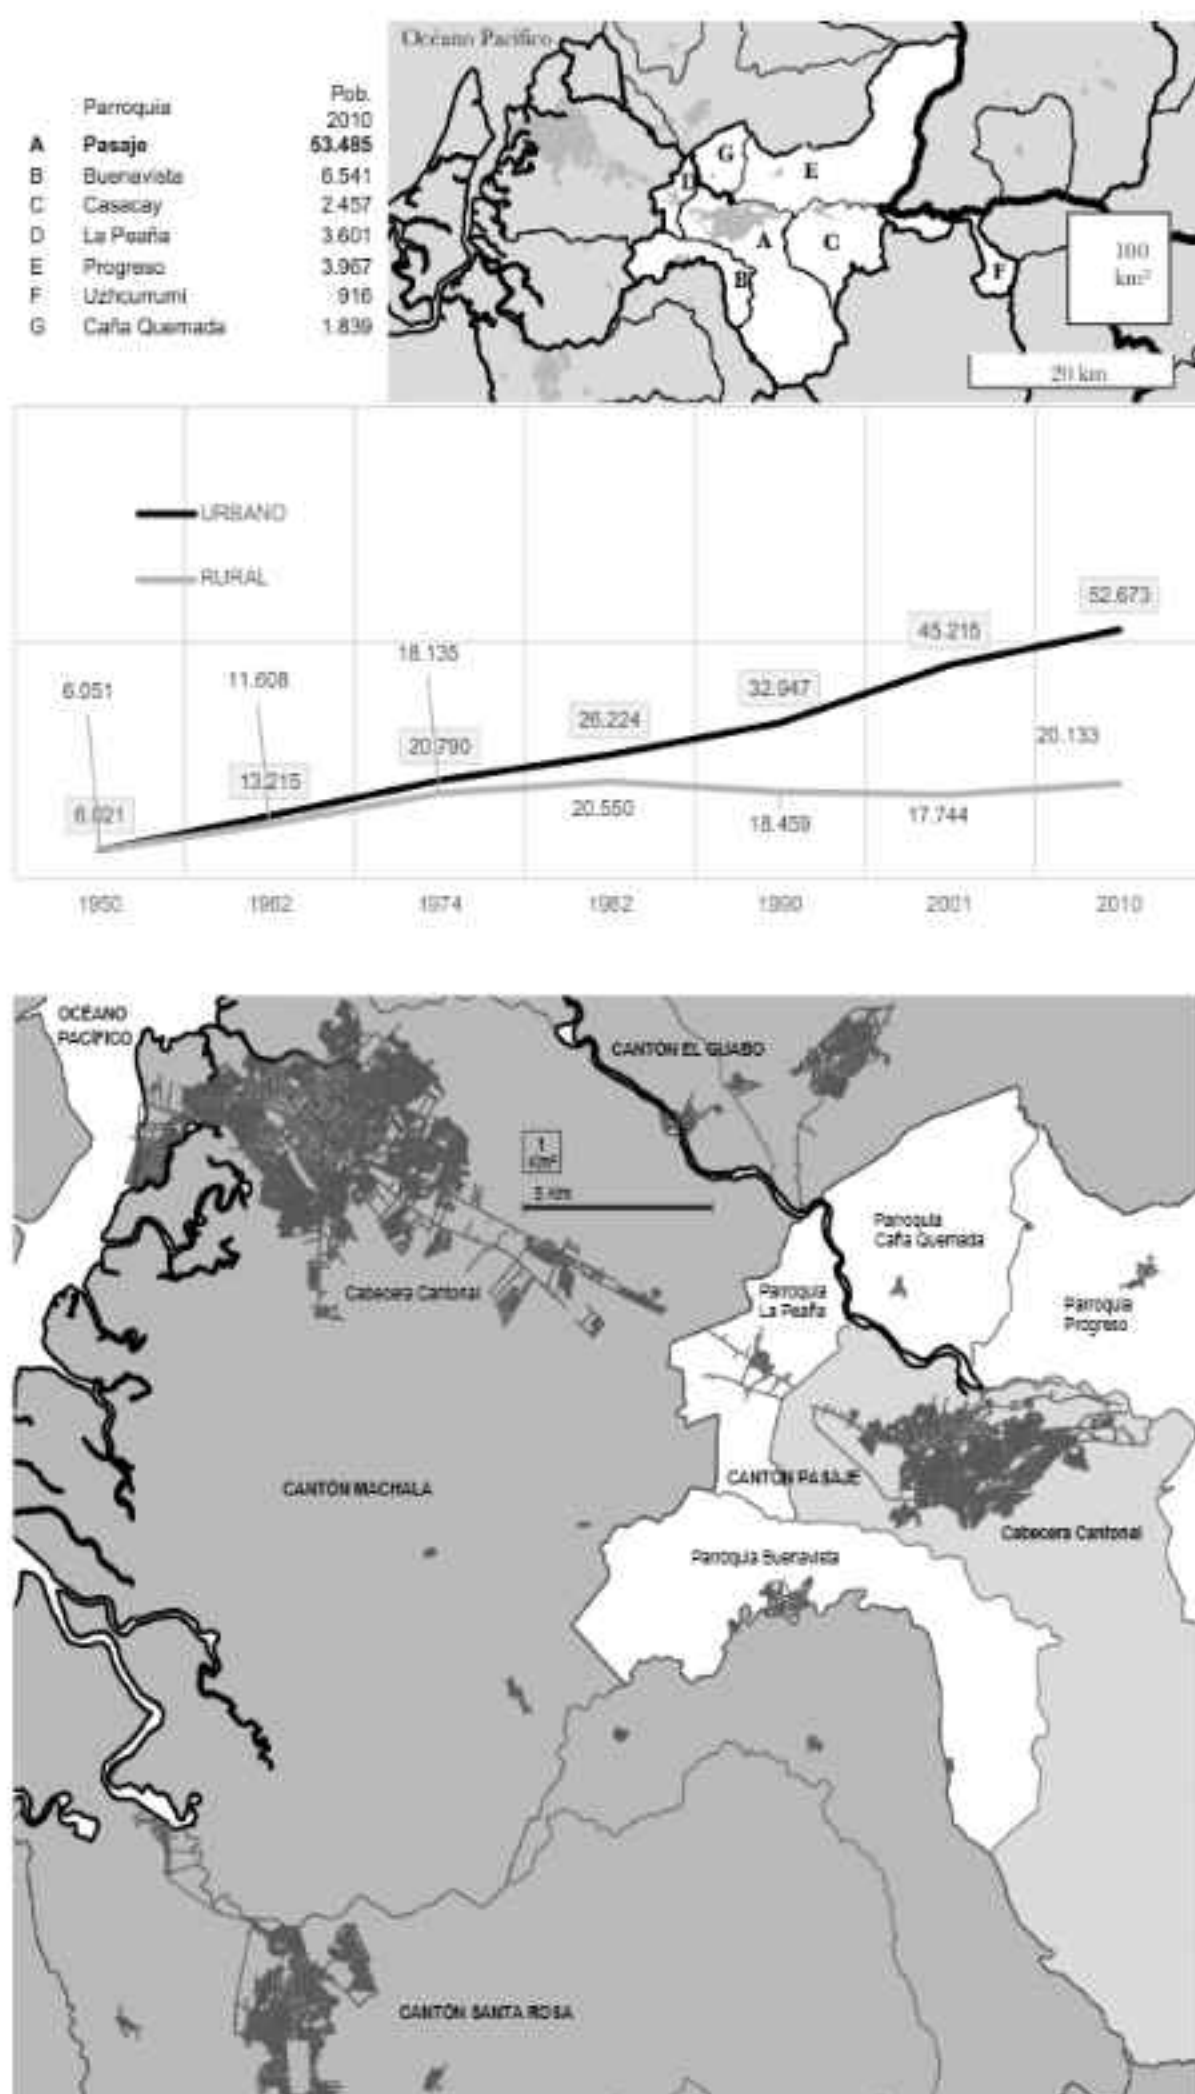 Parroquia Pob. 2010
A Pasaje 53.485
B Buenavista 6.541
C Casacay 2.457
D La Peaña 3.601
E Progreso 3.967
F Uzhcurrumi 916
G Caña Quemada 1.839
Océano Pacífico
G
E
D
A
C
B
F
100
km²
20 km
URBANO
RURAL
52.673
45.215
18.135
11.608
6.051
32.947
26.224
20.790
20.133
13.215
6.021
20.550
18.459
17.744
1950 1962 1974 1982 1990 2001 2010
OCÉANO
PACÍFICO
CANTÓN EL GUABO
1
Km²
5 Km
Parroquia
Caña Quemada
Cabecera Cantonal
Parroquia
La Peaña
Parroquia
Progreso
CANTÓN MACHALA
CANTÓN PASAJE
Cabecera Cantonal
Parroquia Buenavista
CANTÓN SANTA ROSA